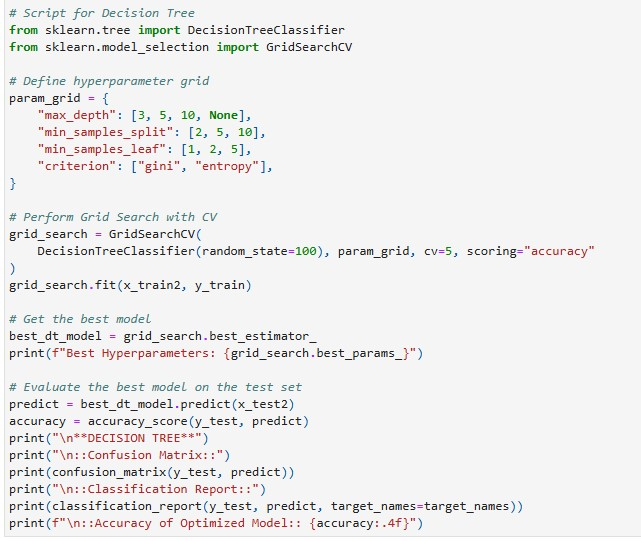 # Script for Decision Tree
from sklearn.tree import DecisionTreeClassifier
from sklearn.model_selection import GridSearchCV

# Define hyperparameter grid
param_grid = {
    "max_depth": [3, 5, 10, None],
    "min_samples_split": [2, 5, 10],
    "min_samples_leaf": [1, 2, 5],
    "criterion": ["gini", "entropy"],
}

# Perform Grid Search with CV
grid_search = GridSearchCV(
    DecisionTreeClassifier(random_state=100), param_grid, cv=5, scoring="accuracy"
)
grid_search.fit(x_train2, y_train)

# Get the best model
best_dt_model = grid_search.best_estimator_
print(f"Best Hyperparameters: {grid_search.best_params_}")

# Evaluate the best model on the test set
predict = best_dt_model.predict(x_test2)
accuracy = accuracy_score(y_test, predict)
print("\n**DECISION TREE**")
print("\n::Confusion Matrix::")
print(confusion_matrix(y_test, predict))
print("\n::Classification Report::")
print(classification_report(y_test, predict, target_names=target_names))
print(f"\n::Accuracy of Optimized Model:: {accuracy:.4f}")